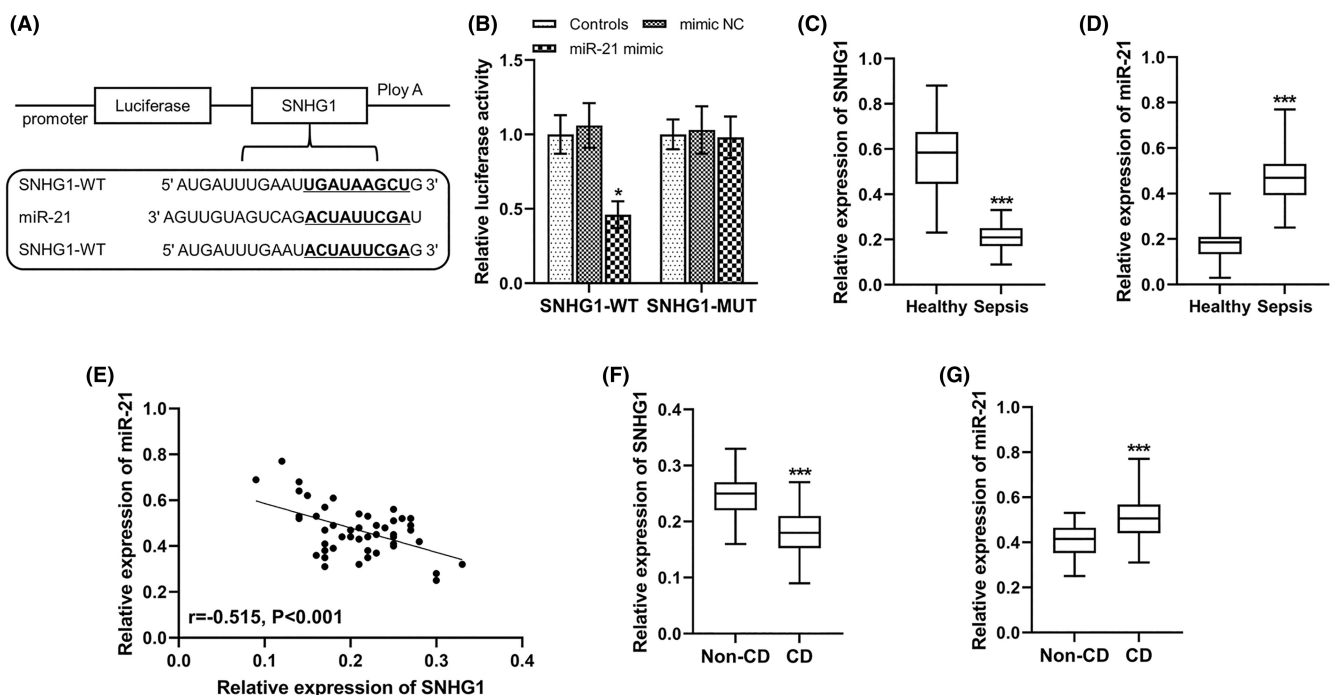 (A)
promoter
Luciferase
SNHG1
Ploy A
SNHG1-WT 5' AUGAUUUGAAUUGAUAAGCUG 3'
miR-21 3' AGUUGUAGUCAGACUAUUCGAU
SNHG1-WT 5' AUGAUUUGAAUACUAUUCGAG 3'
(B)
Controls mimic NC
miR-21 mimic
Relative luciferase activity
1.5
1.0
0.5
0.0
*
SNHG1-WT SNHG1-MUT
(C)
Relative expression of SNHG1
1.0
0.8
0.6
0.4
0.2
0.0
***
Healthy Sepsis
(D)
Relative expression of miR-21
1.0
0.8
0.6
0.4
0.2
0.0
***
Healthy Sepsis
(E)
Relative expression of miR-21
1.0
0.8
0.6
0.4
0.2
0.0
r=-0.515, P<0.001
0.0 0.1 0.2 0.3 0.4
Relative expression of SNHG1
(F)
Relative expression of SNHG1
0.4
0.3
0.2
0.1
0.0
***
Non-CD CD
(G)
Relative expression of miR-21
1.0
0.8
0.6
0.4
0.2
0.0
***
Non-CD CD